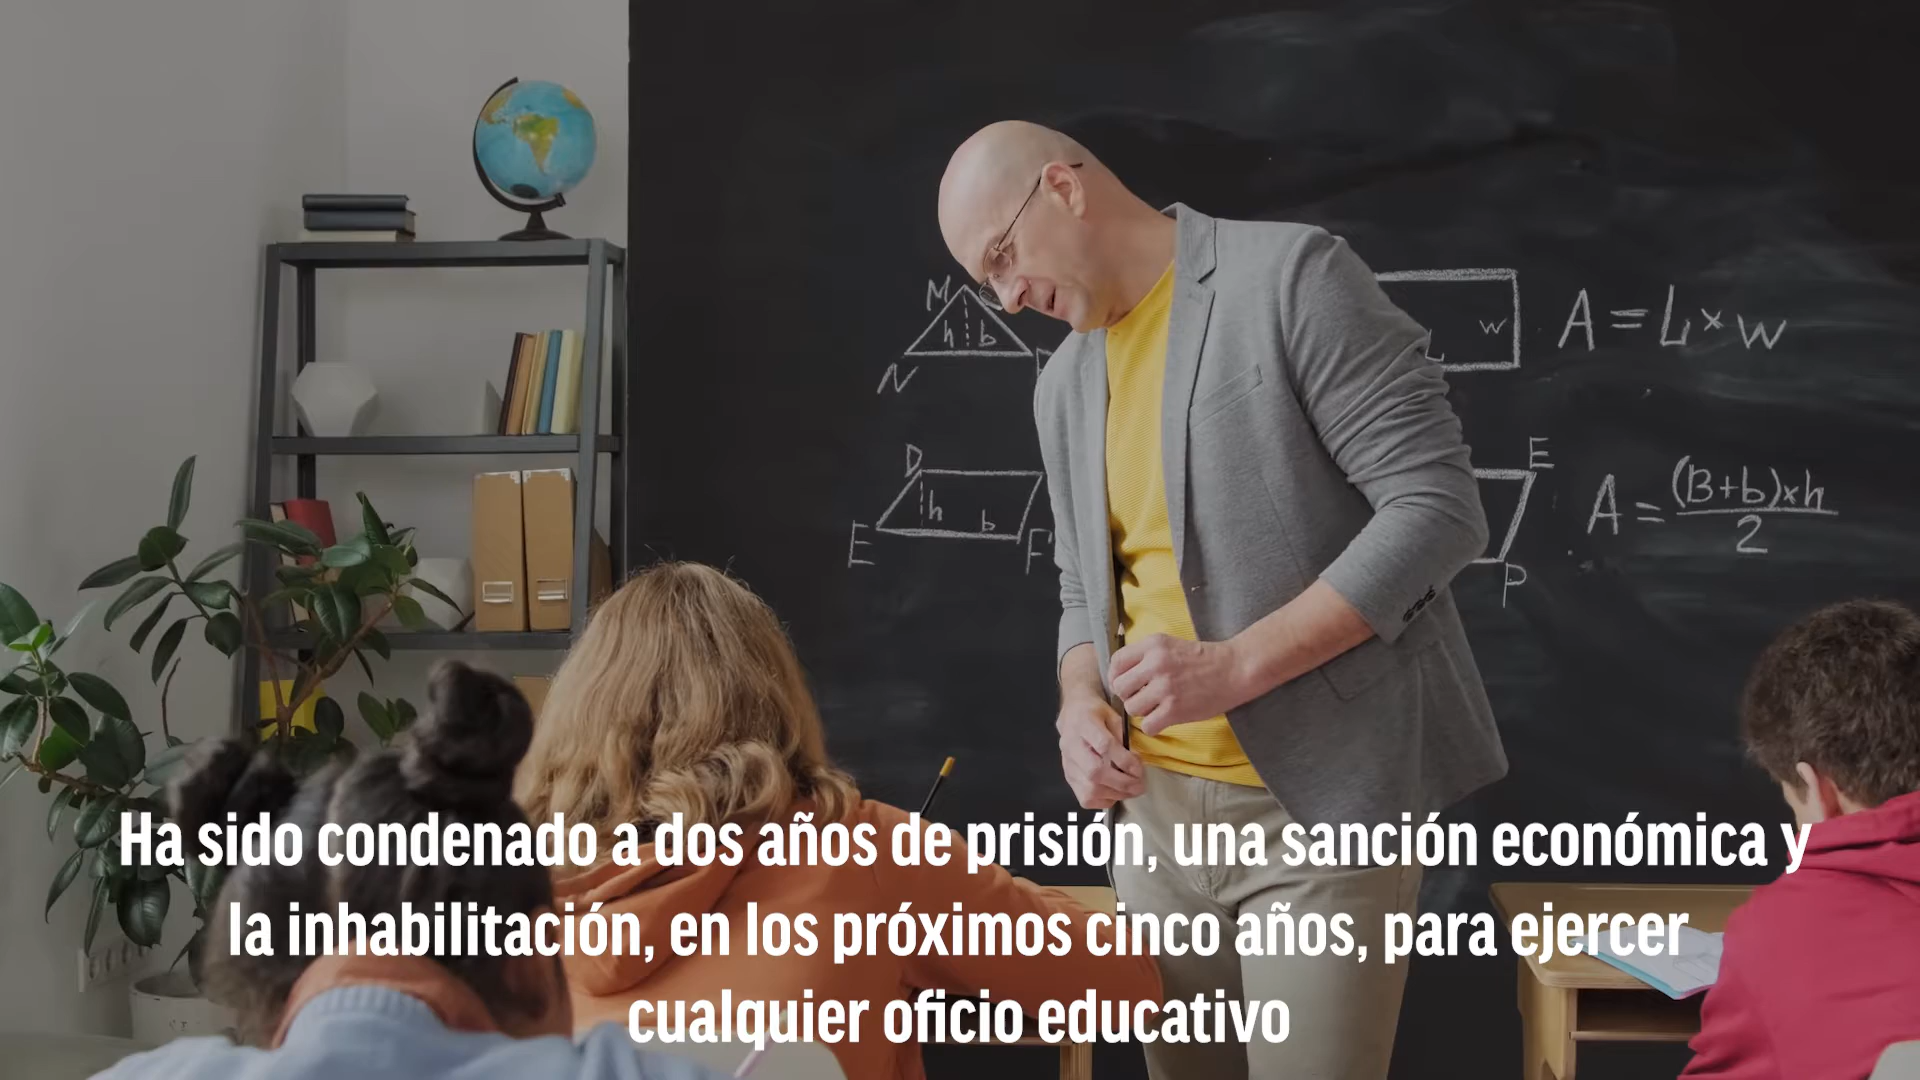 M
h b
N
w
L
A = L x w
D
h b
E F
E
P
A = (B+b)xh
2
Ha sido condenado a dos años de prisión, una sanción económica y
la inhabilitación, en los próximos cinco años, para ejercer
cualquier oficio educativo